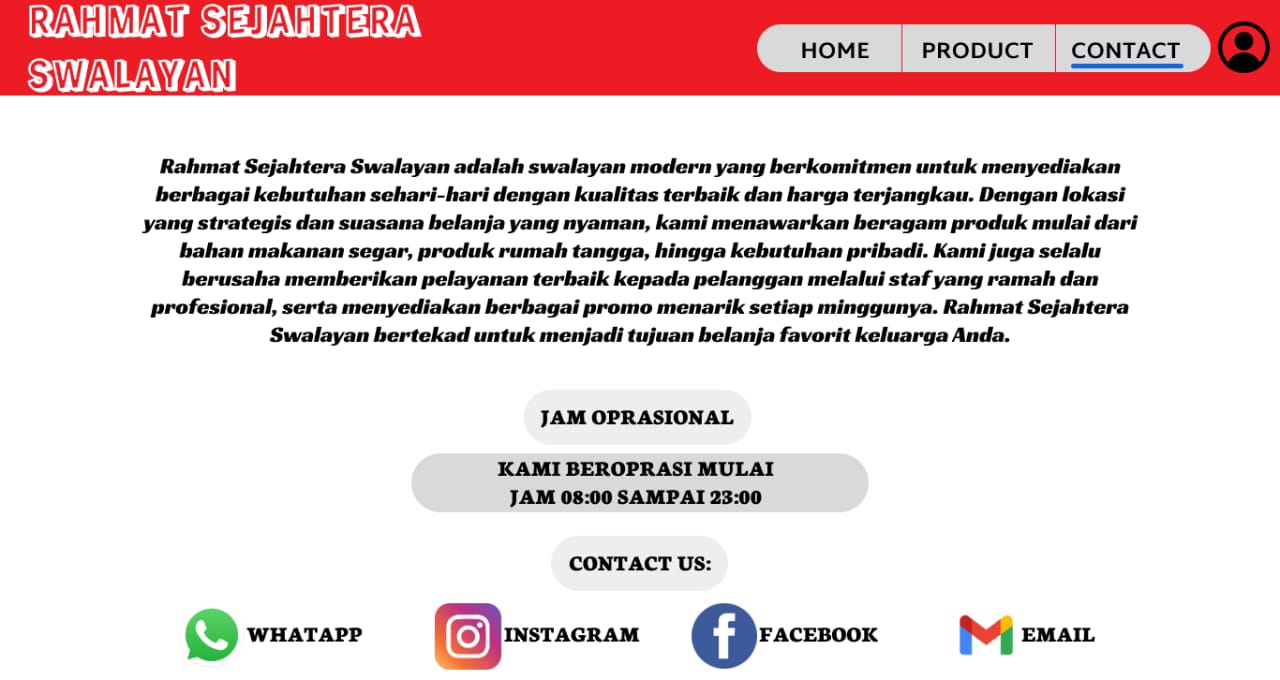 RAHMAT SEJAHTERA
SWALAYAN
HOME
PRODUCT
CONTACT
Rahmat Sejahtera Swalayan adalah swalayan modern yang berkomitmen untuk menyediakan
berbagai kebutuhan sehari-hari dengan kualitas terbaik dan harga terjangkau. Dengan lokasi
yang strategis dan suasana belanja yang nyaman, kami menawarkan beragam produk mulai dari
bahan makanan segar, produk rumah tangga, hingga kebutuhan pribadi. Kami juga selalu
berusaha memberikan pelayanan terbaik kepada pelanggan melalui staf yang ramah dan
profesional, serta menyediakan berbagai promo menarik setiap minggunya. Rahmat Sejahtera
Swalayan bertekad untuk menjadi tujuan belanja favorit keluarga Anda.
JAM OPRASIONAL
KAMI BEROPRASI MULAI
JAM 08:00 SAMPAI 23:00
CONTACT US:
WHATAPP
INSTAGRAM
FACEBOOK
EMAIL